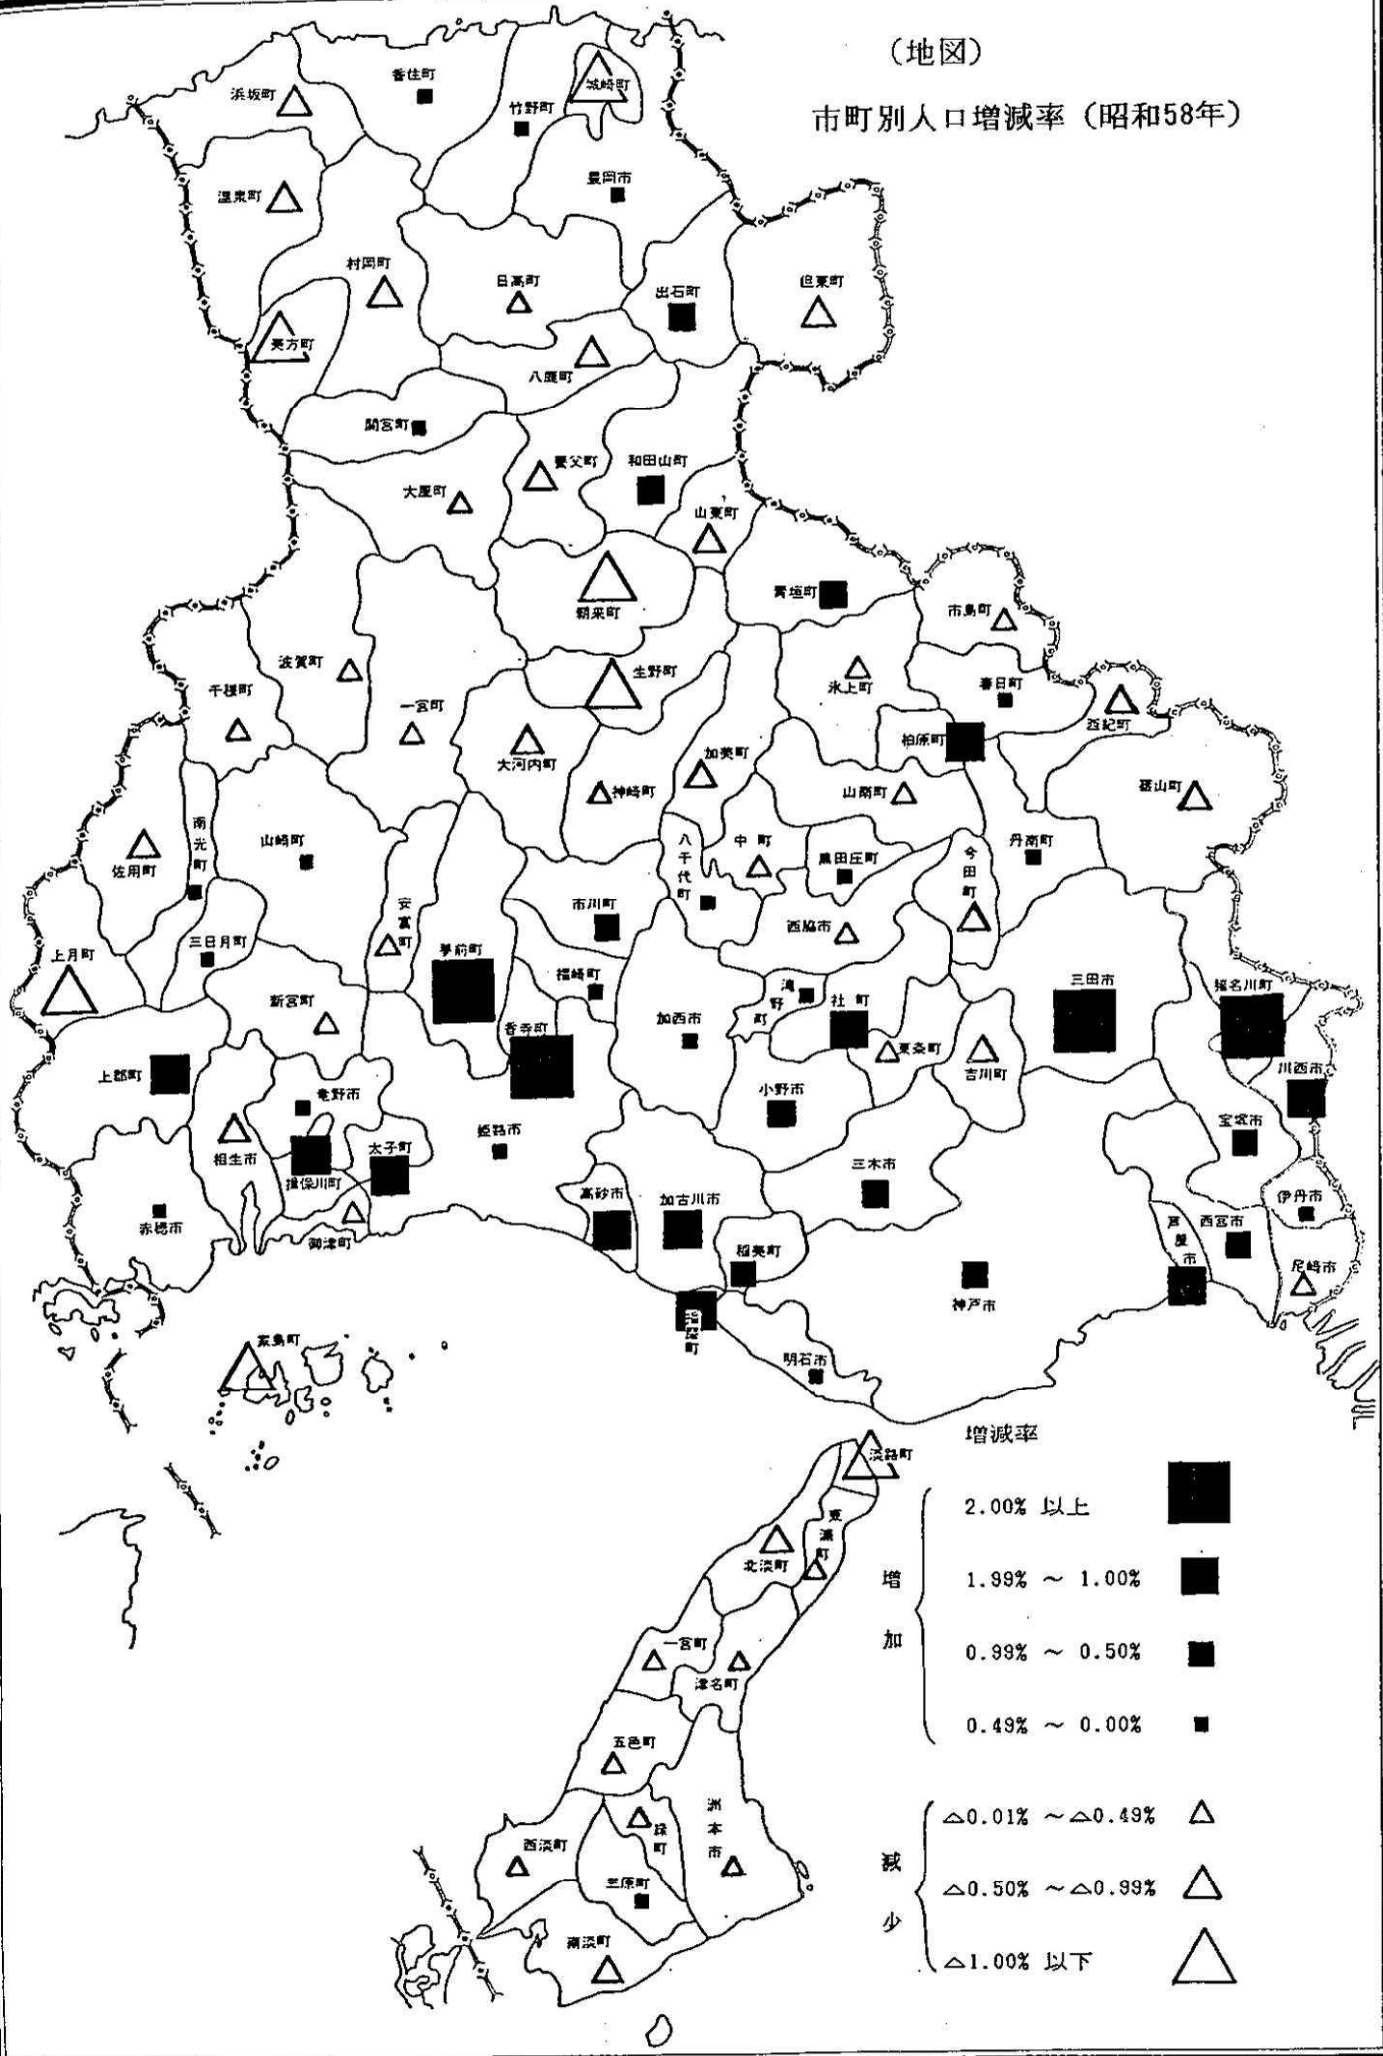 （地図）
市町別人口増減率（昭和58年）
香住町
浜坂町
城崎町
竹野町
豊岡市
温泉町
村岡町
日高町
出石町
但東町
美方町
八鹿町
関宮町
養父町
和田山町
大屋町
山東町
朝来町
青垣町
市島町
波賀町
生野町
氷上町
春日町
千種町
一宮町
西紀町
柏原町
大河内町
加美町
神崎町
山南町
篠山町
南光町
山崎町
佐用町
八千代町
中町
黒田庄町
今田町
丹南町
安富町
市川町
西脇市
三日月町
夢前町
上月町
福崎町
三田市
猪名川町
新宮町
滝野町
社町
加西市
香寺町
東条町
吉川町
上郡町
川西市
竜野市
小野市
姫路市
太子町
宝塚市
相生市
三木市
揖保川町
高砂市
加古川市
伊丹市
赤穂市
御津町
稲美町
芦屋市
西宮市
尼崎市
神戸市
播磨町
家島町
明石市
淡路町
東浦町
北淡町
一宮町
津名町
五色町
洲本市
緑町
西淡町
三原町
南淡町
増減率
増加
2.00% 以上
1.99% ～ 1.00%
0.99% ～ 0.50%
0.49% ～ 0.00%
減少
△0.01% ～△0.49%
△0.50% ～△0.99%
△1.00% 以下